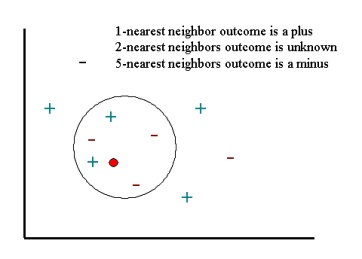 1-nearest neighbor outcome is a plus
2-nearest neighbors outcome is unknown
5-nearest neighbors outcome is a minus